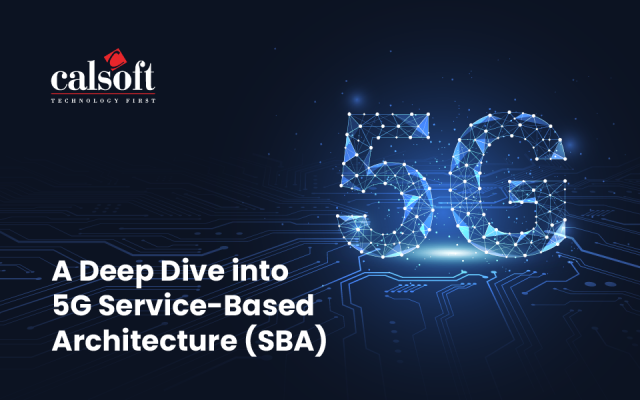 calsoft
TECHNOLOGY FIRST
5G
A Deep Dive into
5G Service-Based
Architecture (SBA)